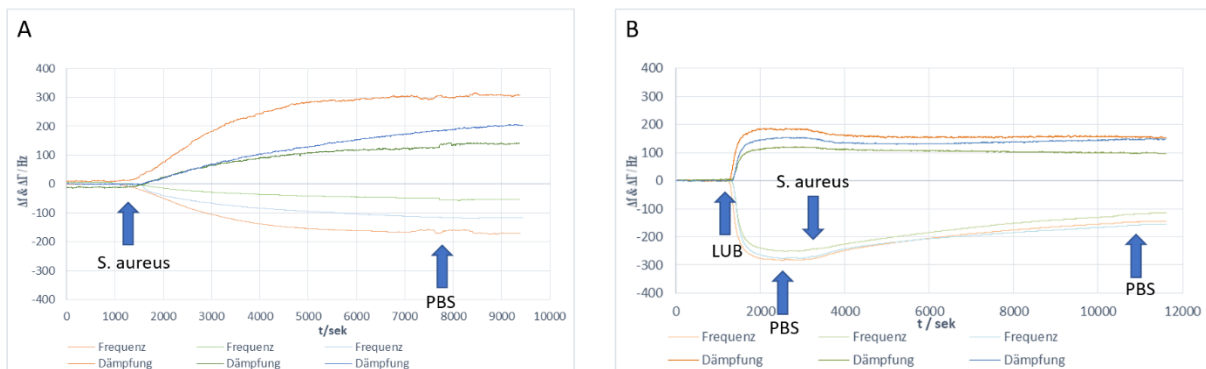 A
Δf & ΔΓ / Hz
400
300
200
100
0
-100
-200
-300
-400
0 1000 2000 3000 4000 5000 6000 7000 8000 9000 10000
S. aureus
PBS
t/sek
Frequenz Frequenz Frequenz
Dämpfung Dämpfung Dämpfung
B
Δf & ΔΓ / Hz
400
300
200
100
0
-100
-200
-300
-400
0 2000 4000 6000 8000 10000 12000
S. aureus
LUB
PBS
PBS
t / sek
Frequenz Frequenz Frequenz
Dämpfung Dämpfung Dämpfung